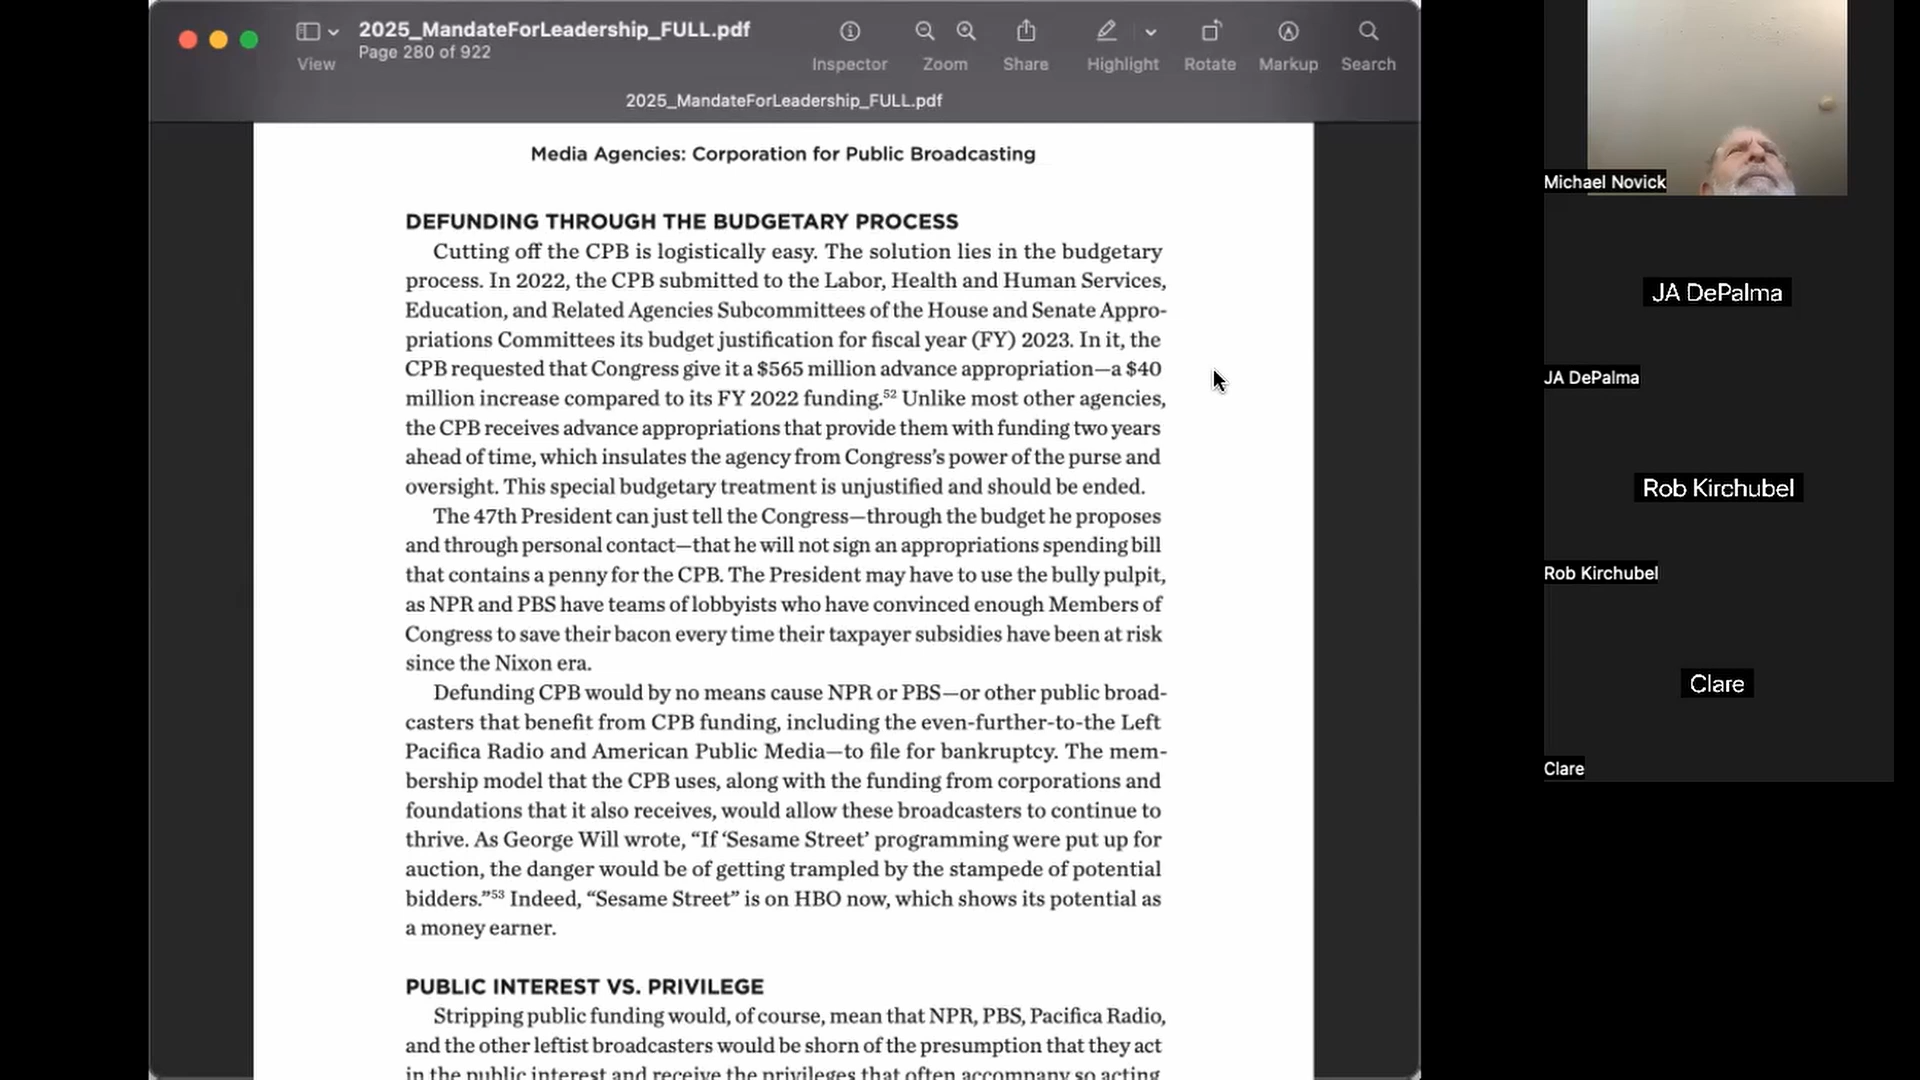 2025_MandateForLeadership_FULL.pdf
Page 280 of 922
View
Inspector
Zoom
Share
Highlight
Rotate
Markup
Search
2025_MandateForLeadership_FULL.pdf
Media Agencies: Corporation for Public Broadcasting
DEFUNDING THROUGH THE BUDGETARY PROCESS
Cutting off the CPB is logistically easy. The solution lies in the budgetary
process. In 2022, the CPB submitted to the Labor, Health and Human Services,
Education, and Related Agencies Subcommittees of the House and Senate Appro-
priations Committees its budget justification for fiscal year (FY) 2023. In it, the
CPB requested that Congress give it a $565 million advance appropriation—a $40
million increase compared to its FY 2022 funding.52 Unlike most other agencies,
the CPB receives advance appropriations that provide them with funding two years
ahead of time, which insulates the agency from Congress’s power of the purse and
oversight. This special budgetary treatment is unjustified and should be ended.
The 47th President can just tell the Congress—through the budget he proposes
and through personal contact—that he will not sign an appropriations spending bill
that contains a penny for the CPB. The President may have to use the bully pulpit,
as NPR and PBS have teams of lobbyists who have convinced enough Members of
Congress to save their bacon every time their taxpayer subsidies have been at risk
since the Nixon era.
Defunding CPB would by no means cause NPR or PBS—or other public broad-
casters that benefit from CPB funding, including the even-further-to-the Left
Pacifica Radio and American Public Media—to file for bankruptcy. The mem-
bership model that the CPB uses, along with the funding from corporations and
foundations that it also receives, would allow these broadcasters to continue to
thrive. As George Will wrote, “If ‘Sesame Street’ programming were put up for
auction, the danger would be of getting trampled by the stampede of potential
bidders.”53 Indeed, “Sesame Street” is on HBO now, which shows its potential as
a money earner.
PUBLIC INTEREST VS. PRIVILEGE
Stripping public funding would, of course, mean that NPR, PBS, Pacifica Radio,
and the other leftist broadcasters would be shorn of the presumption that they act
in the public interest and receive the privileges that often accompany so acting.
Michael Novick
JA DePalma
JA DePalma
Rob Kirchubel
Rob Kirchubel
Clare
Clare